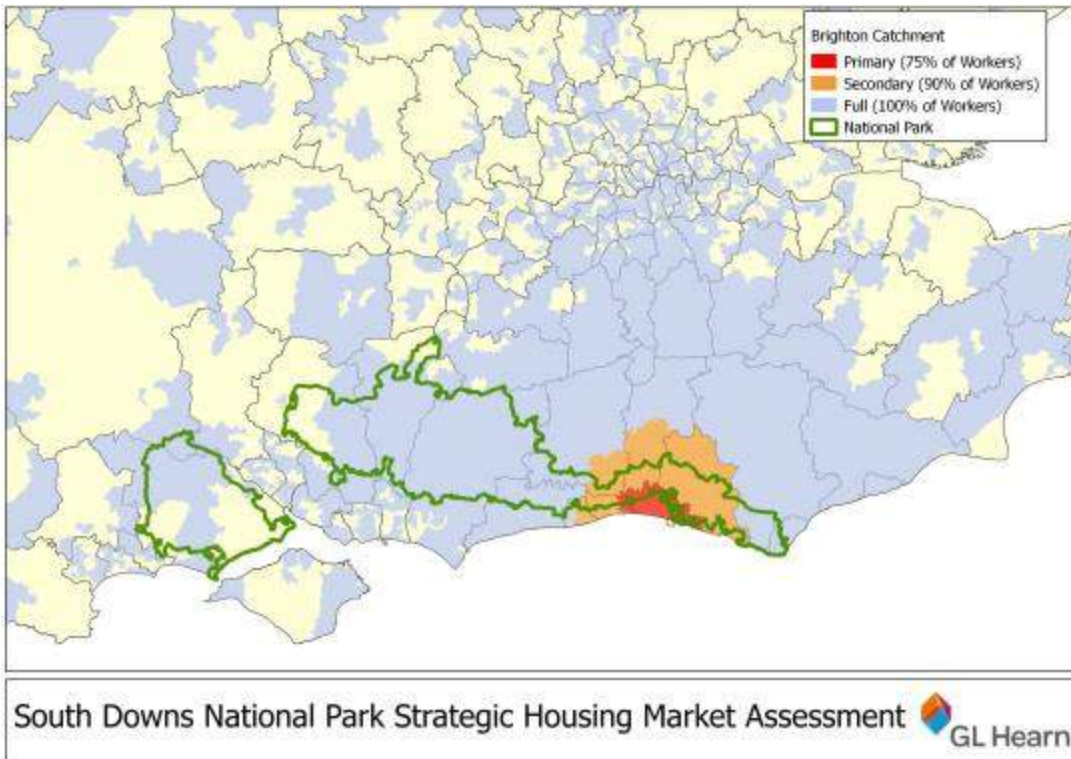 Brighton Catchment
Primary (75% of Workers)
Secondary (90% of Workers)
Full (100% of Workers)
National Park
South Downs National Park Strategic Housing Market Assessment
GL Hearn